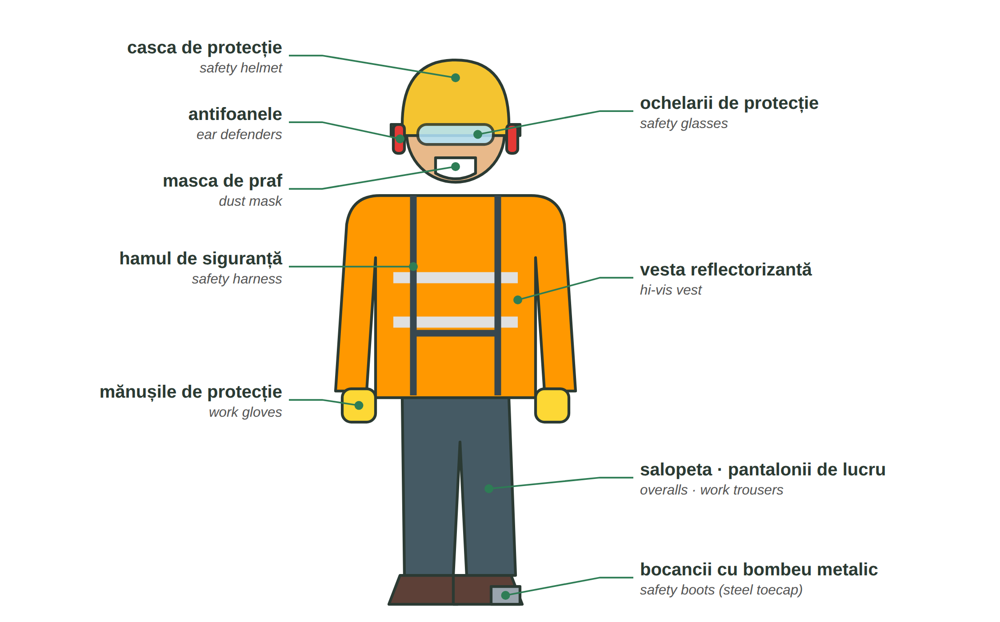 casca de protecție
safety helmet
antifoanele
ear defenders
masca de praf
dust mask
hamul de siguranță
safety harness
mănușile de protecție
work gloves
ochelarii de protecție
safety glasses
vesta reflectorizantă
hi-vis vest
salopeta · pantalonii de lucru
overalls · work trousers
bocancii cu bombeu metalic
safety boots (steel toecap)